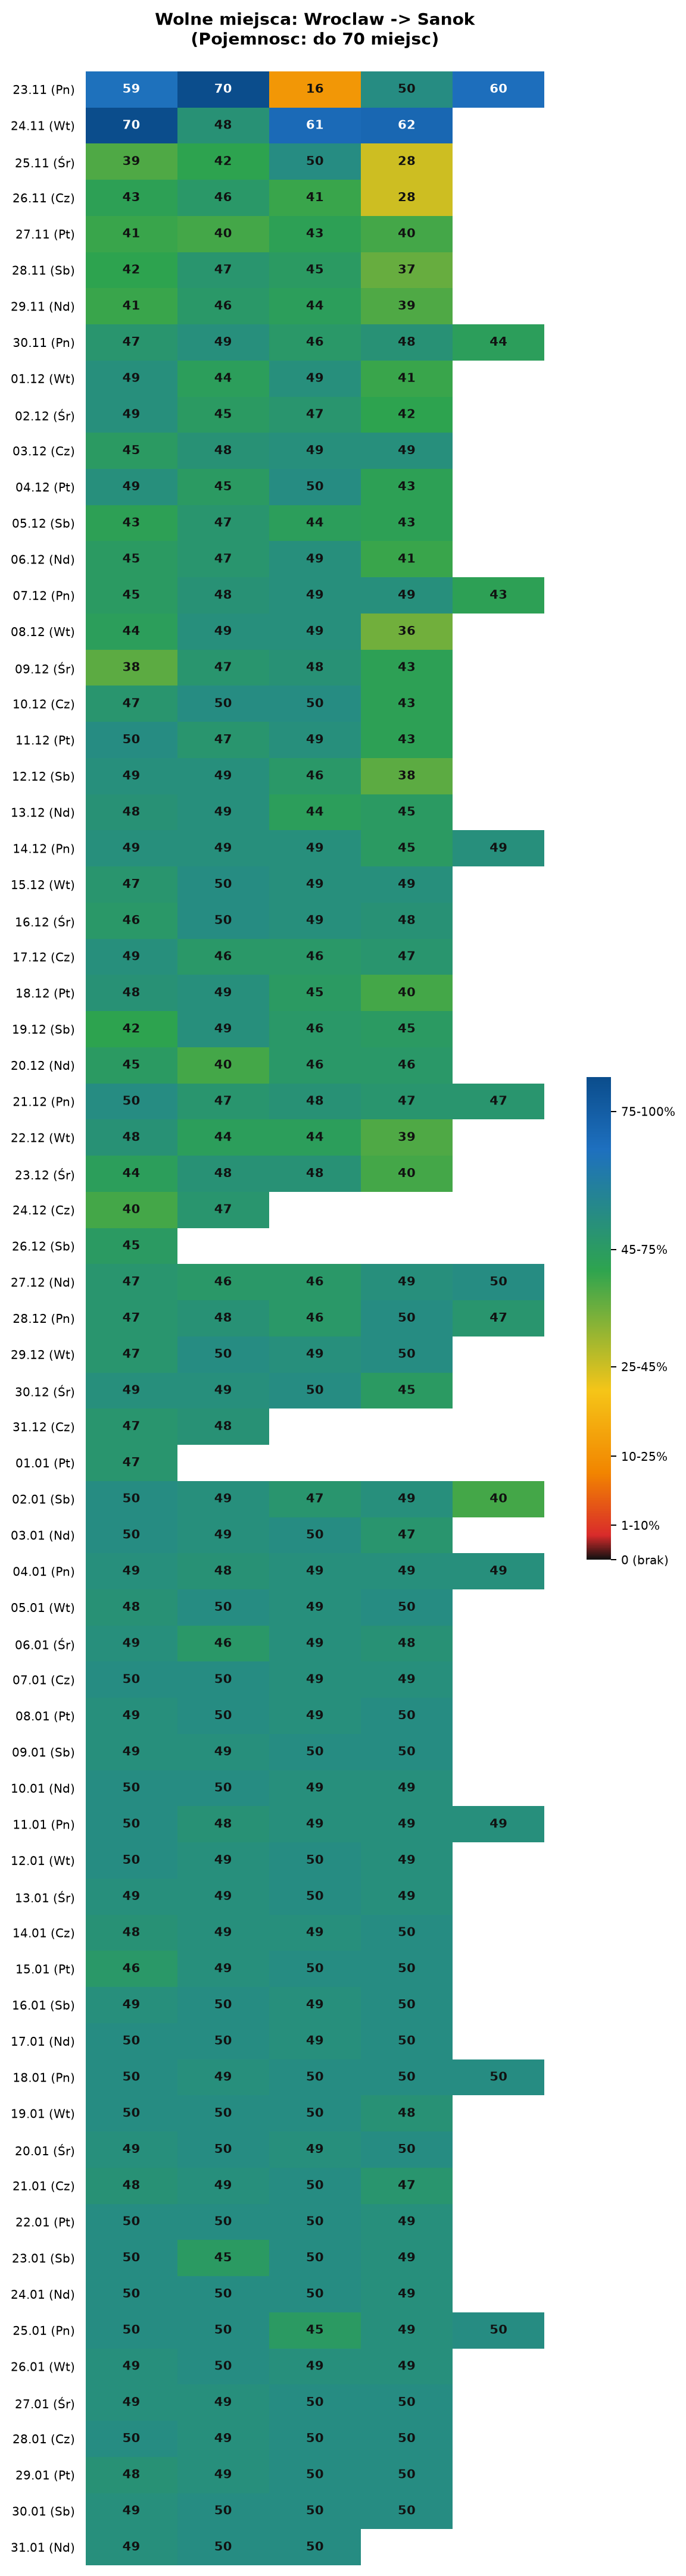 Wolne miejsca: Wroclaw -> Sanok
(Pojemnosc: do 70 miejsc)
23.11 (Pn) 59 70 16 50 60
24.11 (Wt) 70 48 61 62
25.11 (Śr) 39 42 50 28
26.11 (Cz) 43 46 41 28
27.11 (Pt) 41 40 43 40
28.11 (Sb) 42 47 45 37
29.11 (Nd) 41 46 44 39
30.11 (Pn) 47 49 46 48 44
01.12 (Wt) 49 44 49 41
02.12 (Śr) 49 45 47 42
03.12 (Cz) 45 48 49 49
04.12 (Pt) 49 45 50 43
05.12 (Sb) 43 47 44 43
06.12 (Nd) 45 47 49 41
07.12 (Pn) 45 48 49 49 43
08.12 (Wt) 44 49 49 36
09.12 (Śr) 38 47 48 43
10.12 (Cz) 47 50 50 43
11.12 (Pt) 50 47 49 43
12.12 (Sb) 49 49 46 38
13.12 (Nd) 48 49 44 45
14.12 (Pn) 49 49 49 45 49
15.12 (Wt) 47 50 49 49
16.12 (Śr) 46 50 49 48
17.12 (Cz) 49 46 46 47
18.12 (Pt) 48 49 45 40
19.12 (Sb) 42 49 46 45
20.12 (Nd) 45 40 46 46
21.12 (Pn) 50 47 48 47 47
22.12 (Wt) 48 44 44 39
23.12 (Śr) 44 48 48 40
24.12 (Cz) 40 47
26.12 (Sb) 45
27.12 (Nd) 47 46 46 49 50
28.12 (Pn) 47 48 46 50 47
29.12 (Wt) 47 50 49 50
30.12 (Śr) 49 49 50 45
31.12 (Cz) 47 48
01.01 (Pt) 47
02.01 (Sb) 50 49 47 49 40
03.01 (Nd) 50 49 50 47
04.01 (Pn) 49 48 49 49 49
05.01 (Wt) 48 50 49 50
06.01 (Śr) 49 46 49 48
07.01 (Cz) 50 50 49 49
08.01 (Pt) 49 50 49 50
09.01 (Sb) 49 49 50 50
10.01 (Nd) 50 50 49 49
11.01 (Pn) 50 48 49 49 49
12.01 (Wt) 50 49 50 49
13.01 (Śr) 49 49 50 49
14.01 (Cz) 48 49 49 50
15.01 (Pt) 46 49 50 50
16.01 (Sb) 49 50 49 50
17.01 (Nd) 50 50 49 50
18.01 (Pn) 50 49 50 50 50
19.01 (Wt) 50 50 50 48
20.01 (Śr) 49 50 49 50
21.01 (Cz) 48 49 50 47
22.01 (Pt) 50 50 50 49
23.01 (Sb) 50 45 50 49
24.01 (Nd) 50 50 50 49
25.01 (Pn) 50 50 45 49 50
26.01 (Wt) 49 50 49 49
27.01 (Śr) 49 49 50 50
28.01 (Cz) 50 49 50 50
29.01 (Pt) 48 49 50 50
30.01 (Sb) 49 50 50 50
31.01 (Nd) 49 50 50
75-100%
45-75%
25-45%
10-25%
1-10%
0 (brak)